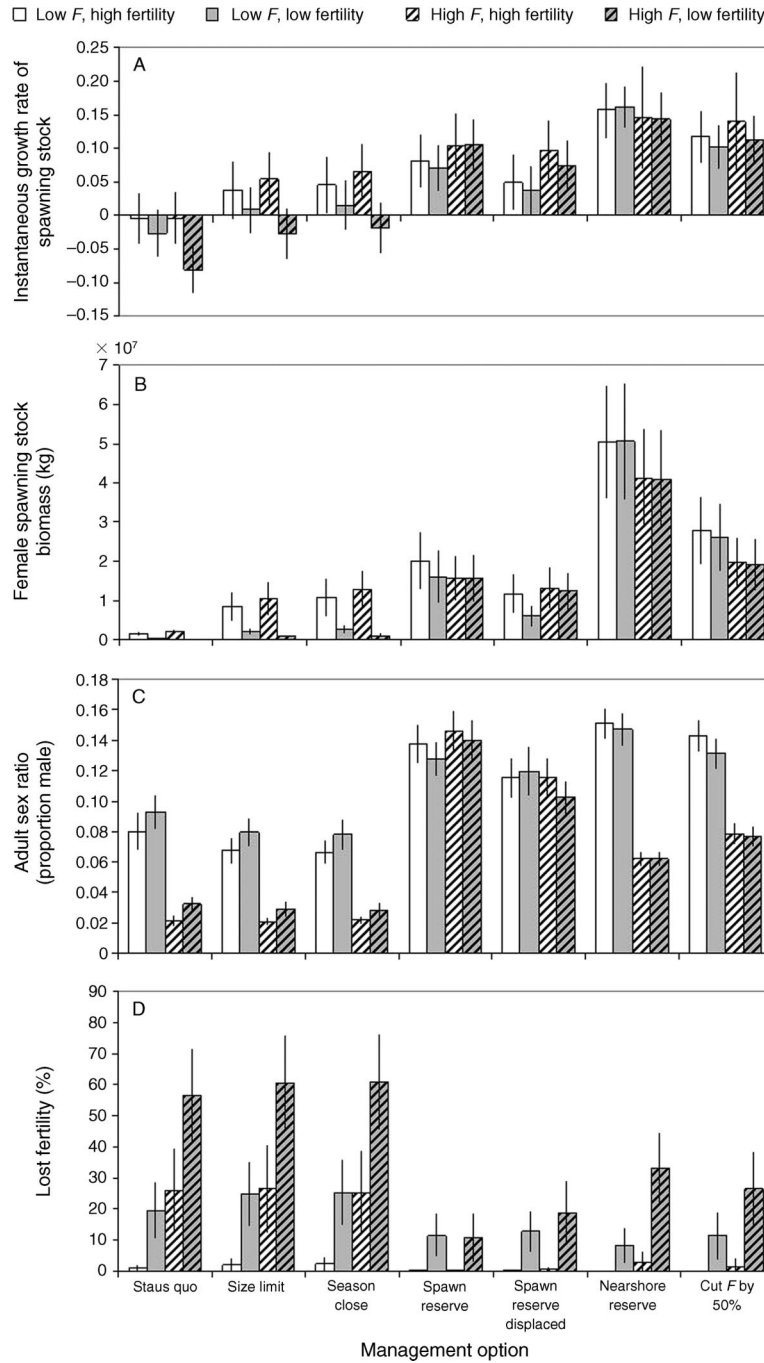 Low F, high fertility Low F, low fertility High F, high fertility High F, low fertility
A
Instantaneous growth rate of
spawning stock
0.25
0.20
0.15
0.10
0.05
0
−0.05
−0.10
−0.15
× 10⁷
B
Female spawning stock
biomass (kg)
7
6
5
4
3
2
1
0
C
Adult sex ratio
(proportion male)
0.18
0.16
0.14
0.12
0.10
0.08
0.06
0.04
0.02
0
D
Lost fertility (%)
90
80
70
60
50
40
30
20
10
0
Staus quo
Size limit
Season
close
Spawn
reserve
Spawn
reserve
displaced
Nearshore
reserve
Cut F by
50%
Management option